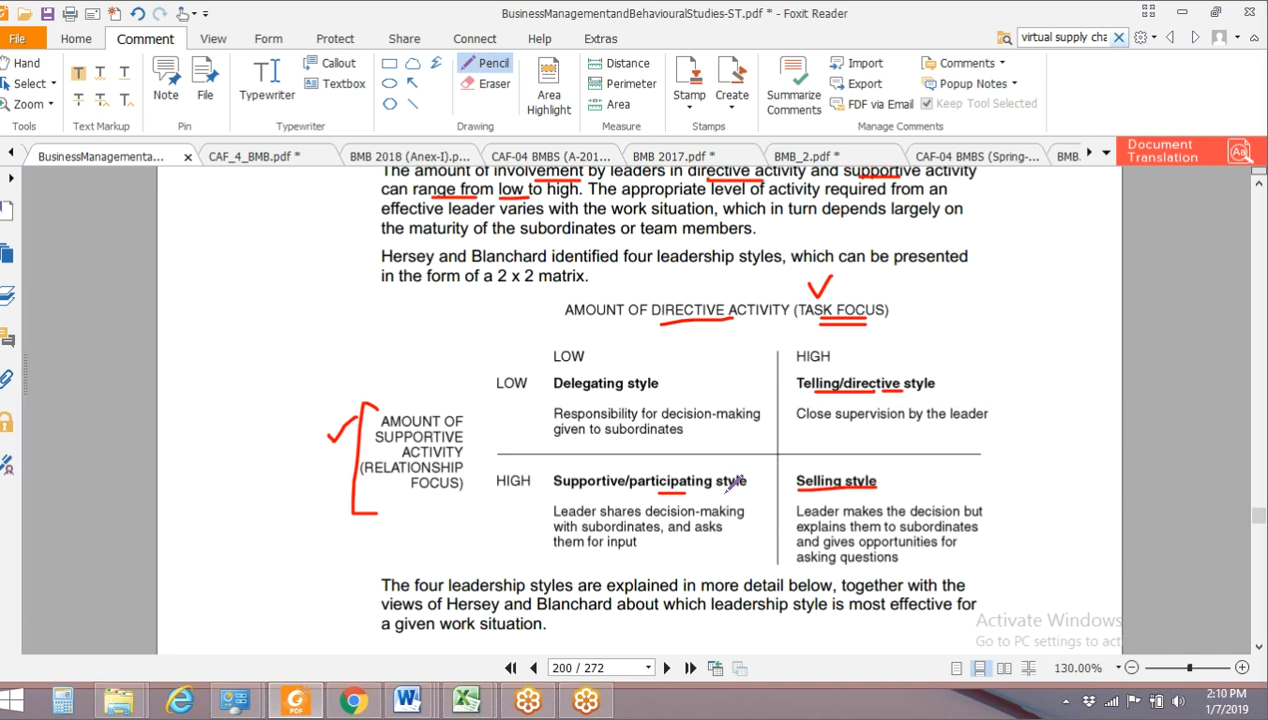 BusinessManagementandBehaviouralStudies-ST.pdf * - Foxit Reader
File Home Comment View Form Protect Share Connect Help Extras
virtual supply cha
Hand
Select
Zoom
Tools
Text Markup
Note
File
Pin
Typewriter
Callout
Textbox
Typewriter
Pencil
Eraser
Drawing
Area Highlight
Distance
Perimeter
Area
Measure
Stamp
Create
Stamps
Summarize Comments
Import
Export
FDF via Email
Comments
Popup Notes
Keep Tool Selected
Manage Comments
BusinessManagementa... CAF_4_BMB.pdf * BMB 2018 (Anex-I).p... CAF-04 BMBS (A-201... BMB 2017.pdf * BMB_2.pdf * CAF-04 BMBS (Spring-... BMB.
Document Translation
The amount of involvement by leaders in directive activity and supportive activity
can range from low to high. The appropriate level of activity required from an
effective leader varies with the work situation, which in turn depends largely on
the maturity of the subordinates or team members.
Hersey and Blanchard identified four leadership styles, which can be presented
in the form of a 2 x 2 matrix.
AMOUNT OF DIRECTIVE ACTIVITY (TASK FOCUS)
LOW HIGH
LOW Delegating style Telling/directive style
Responsibility for decision-making
given to subordinates
Close supervision by the leader
AMOUNT OF
SUPPORTIVE
ACTIVITY
(RELATIONSHIP
FOCUS)
HIGH Supportive/participating style Selling style
Leader shares decision-making
with subordinates, and asks
them for input
Leader makes the decision but
explains them to subordinates
and gives opportunities for
asking questions
The four leadership styles are explained in more detail below, together with the
views of Hersey and Blanchard about which leadership style is most effective for
a given work situation.
Activate Windows
Go to PC settings to act
200 / 272
130.00%
2:10 PM
1/7/2019